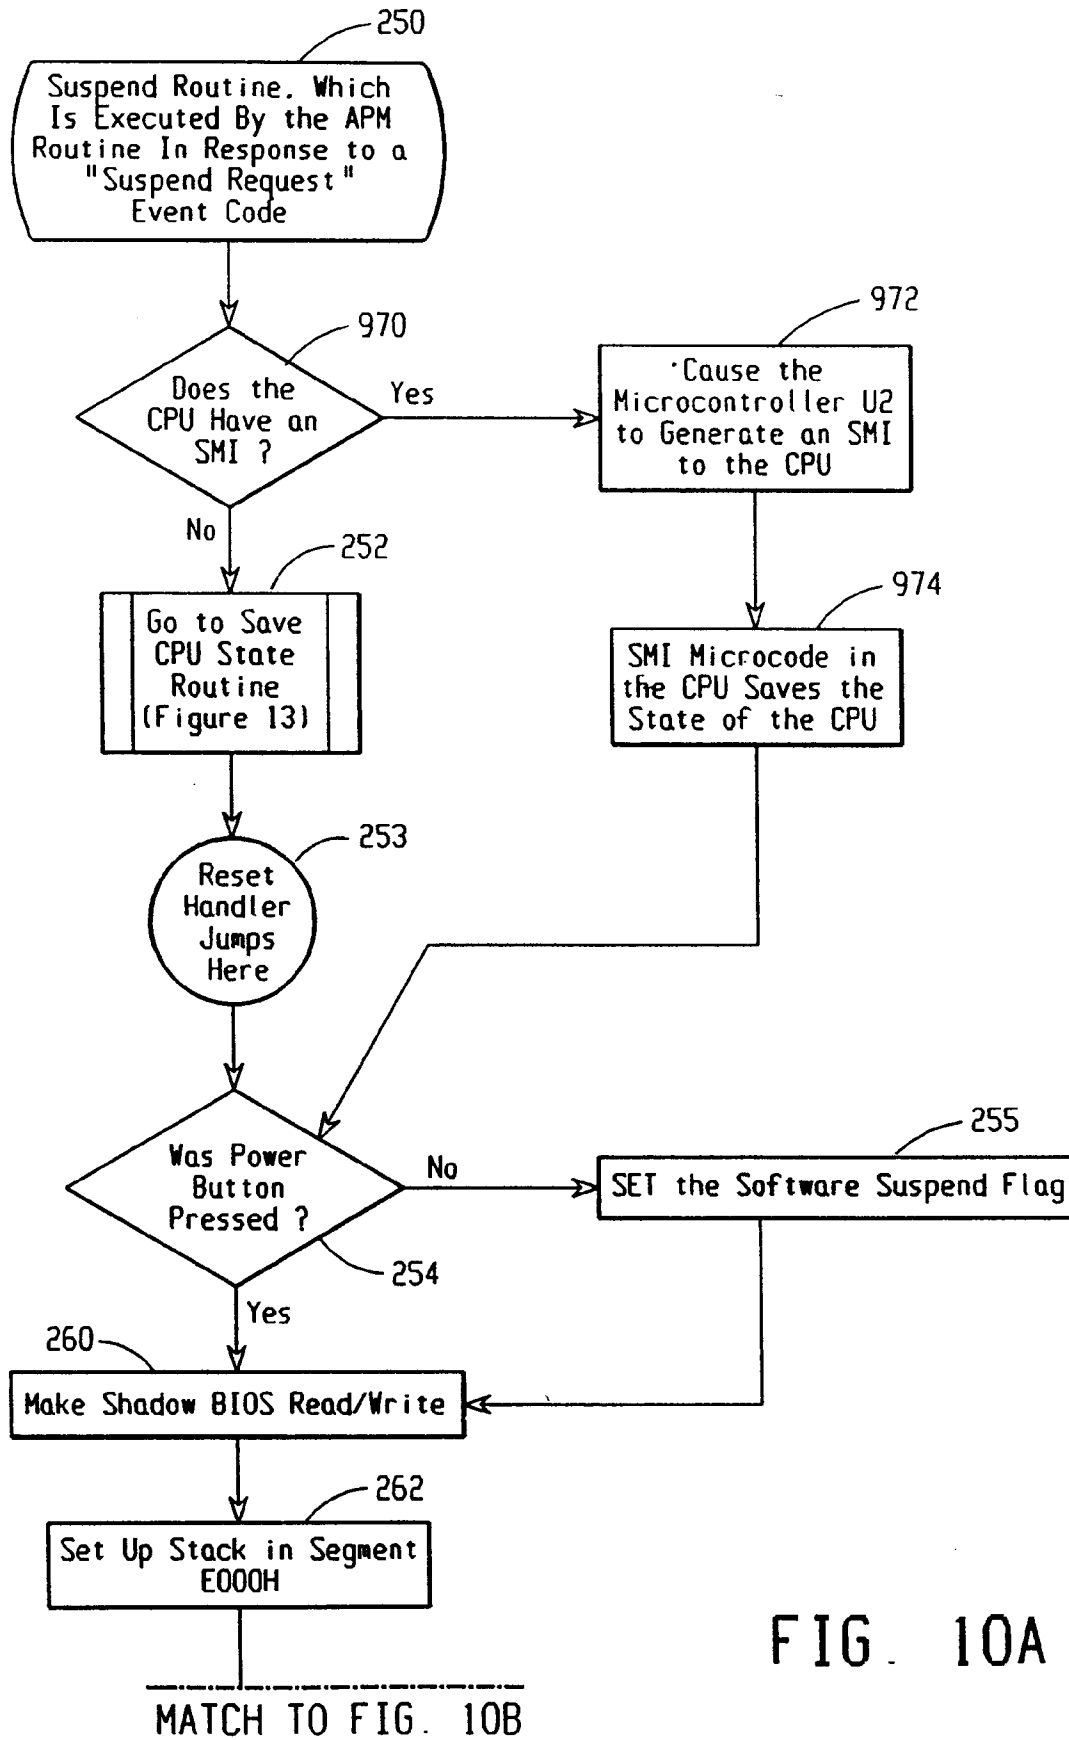 250
Suspend Routine. Which
Is Executed By the APM
Routine In Response to a
"Suspend Request"
Event Code
970
Does the
CPU Have an
SMI ?
Yes
No
972
Cause the
Microcontroller U2
to Generate an SMI
to the CPU
252
Go to Save
CPU State
Routine
(Figure 13)
974
SMI Microcode in
the CPU Saves the
State of the CPU
253
Reset
Handler
Jumps
Here
Was Power
Button
Pressed ?
No
254
Yes
255
SET the Software Suspend Flag
260
Make Shadow BIOS Read/Write
262
Set Up Stack in Segment
E000H
FIG. 10A
MATCH TO FIG. 10B